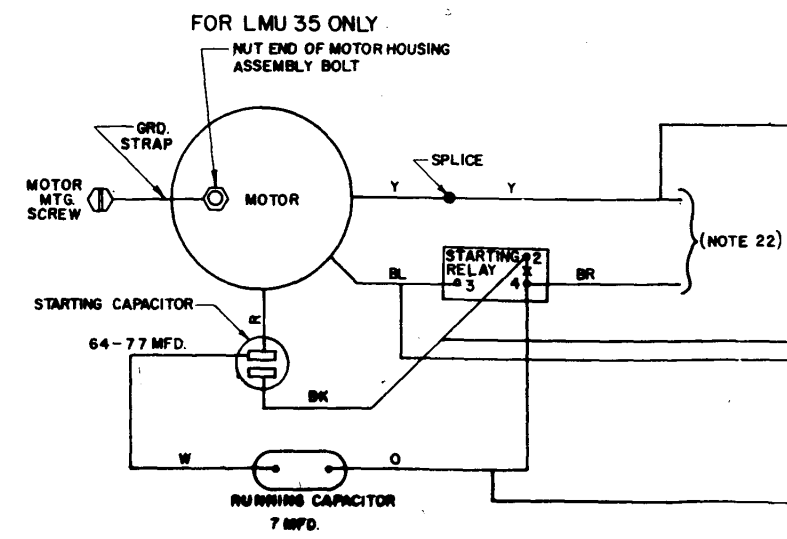 FOR LMU 35 ONLY
NUT END OF MOTOR HOUSING
ASSEMBLY BOLT
GRD.
STRAP
MOTOR
MTG.
SCREW
MOTOR
SPLICE
Y
Y
(NOTE 22)
STARTING
RELAY
2
3
4
BL
BR
STARTING CAPACITOR
R
64-77 MFD.
BK
W
O
RUNNING CAPACITOR
7 MFD.